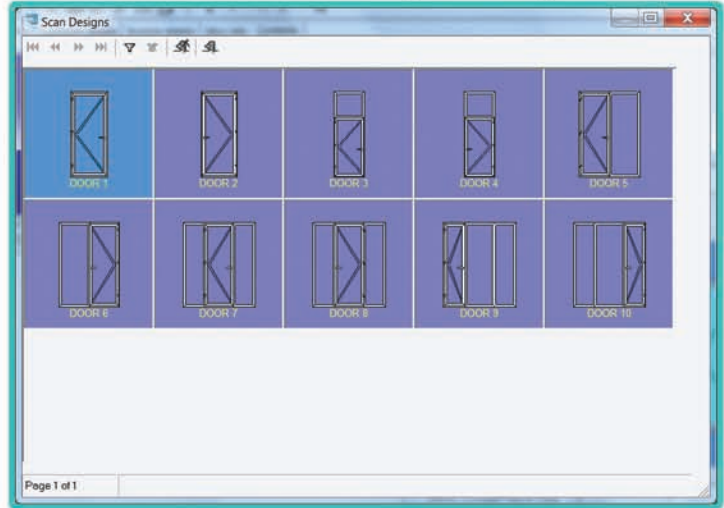 Scan Designs
DOOR 1
DOOR 2
DOOR 3
DOOR 4
DOOR 5
DOOR 6
DOOR 7
DOOR 8
DOOR 9
DOOR 10
Page 1 of 1